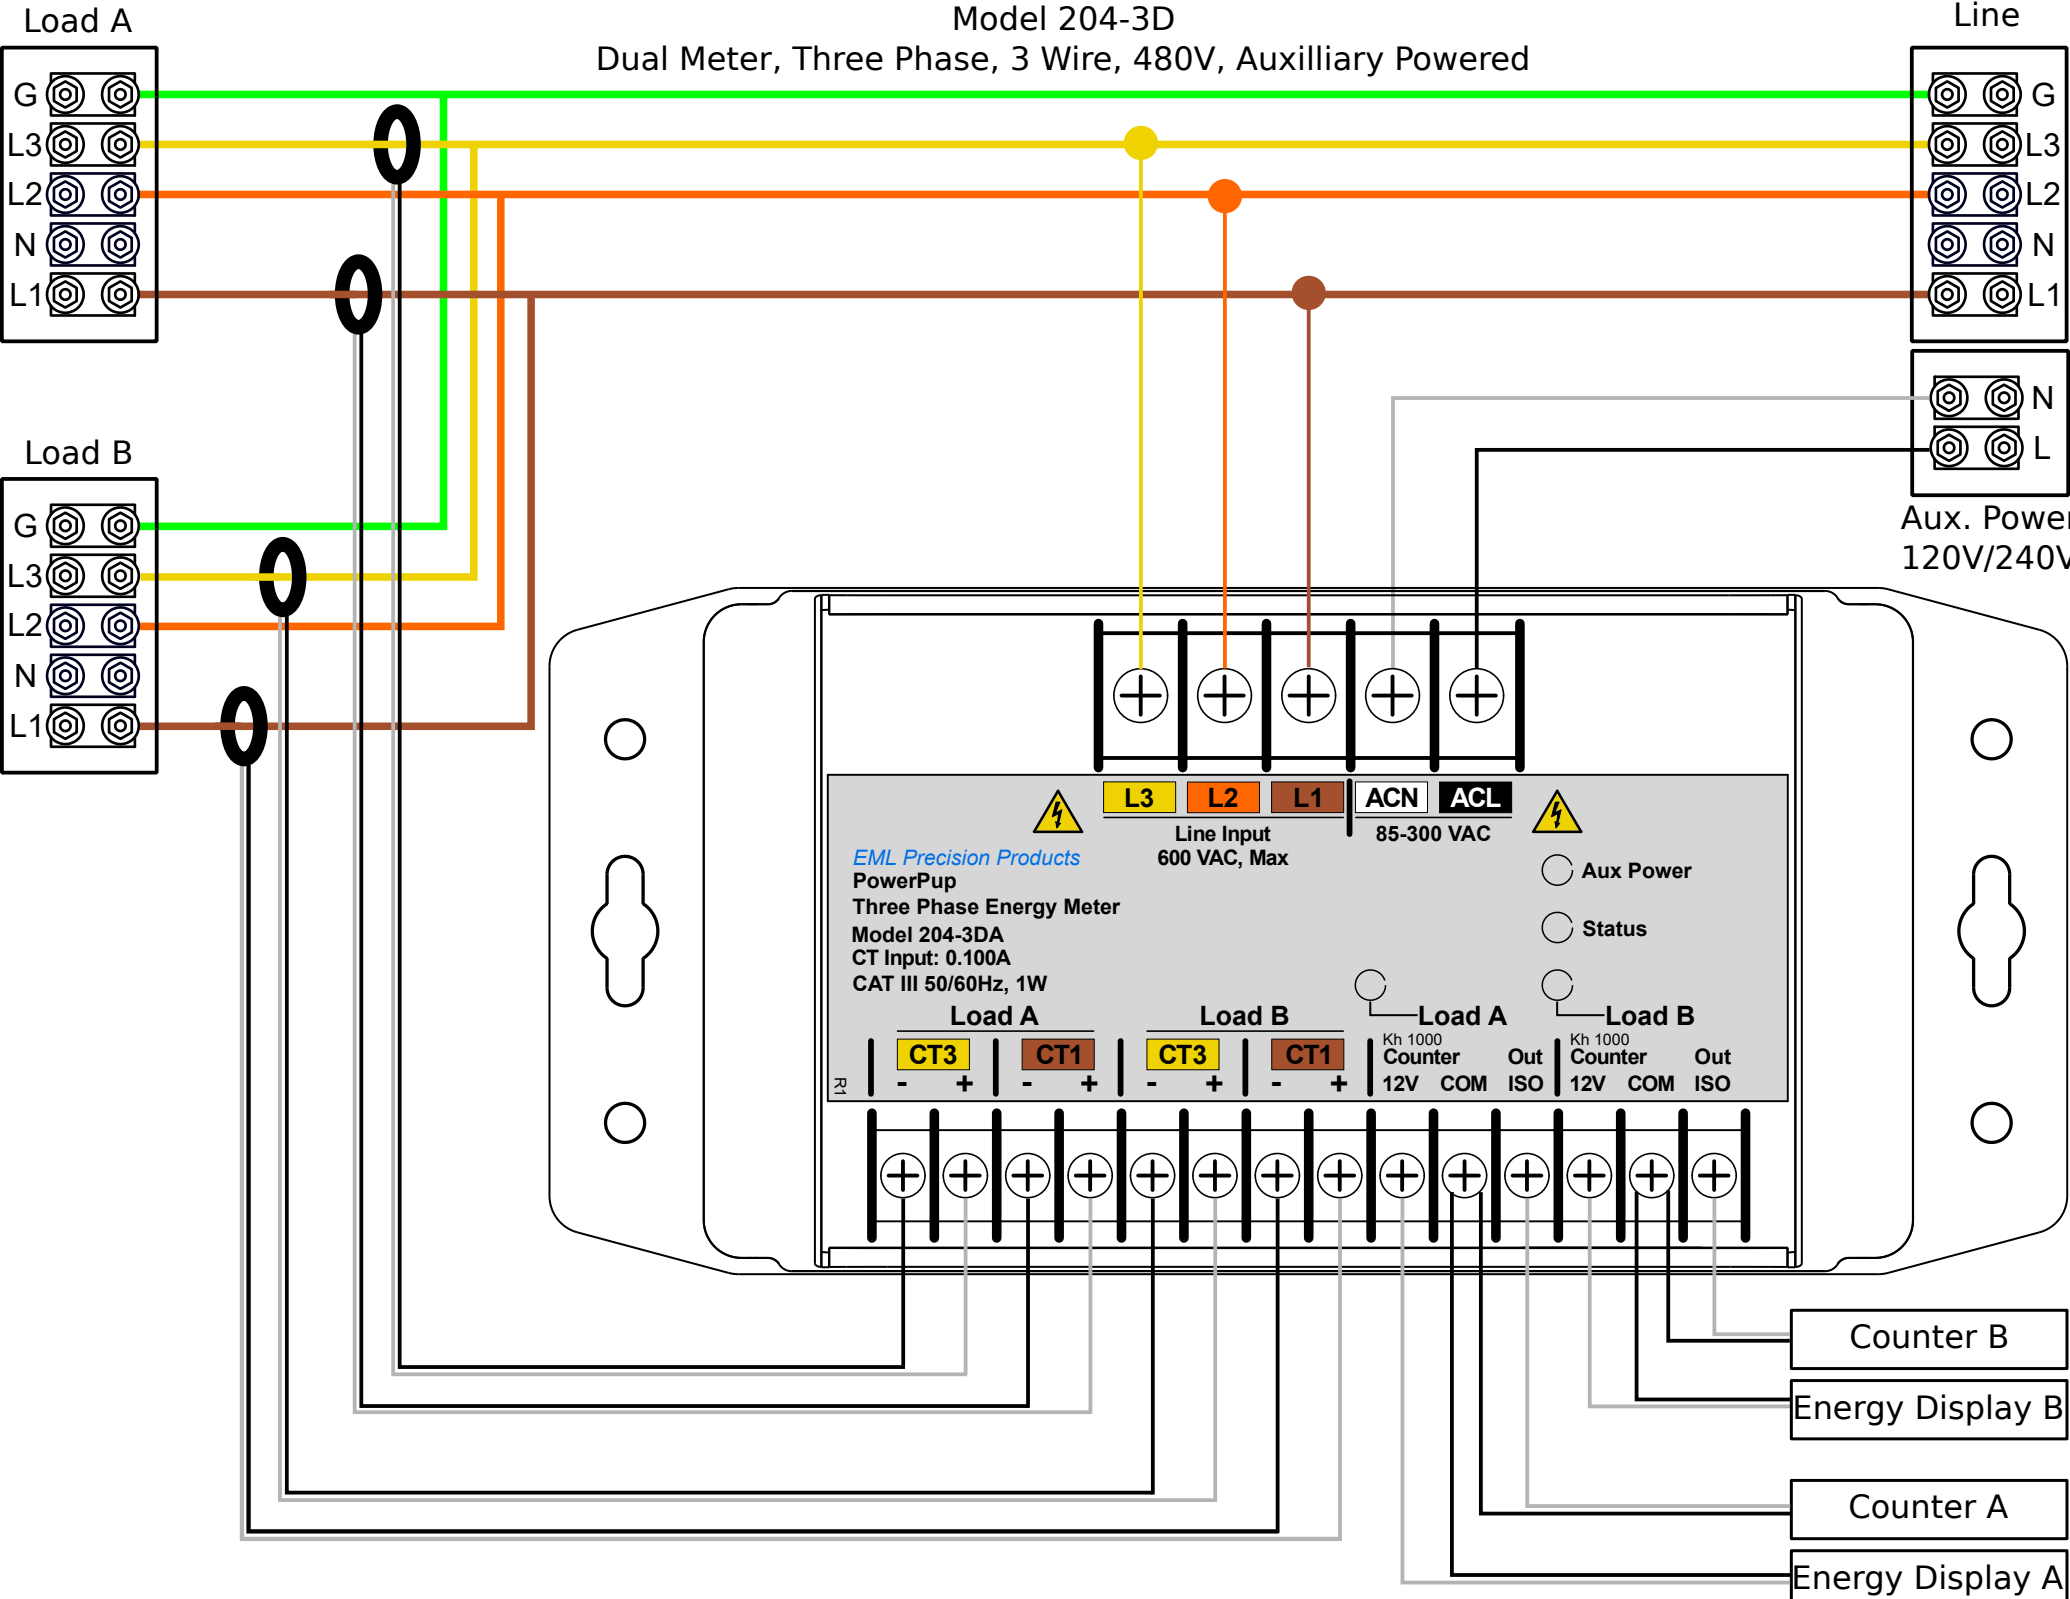 Load A
Model 204-3D
Line
Dual Meter, Three Phase, 3 Wire, 480V, Auxilliary Powered
G
L3
L2
N
L1
G
L3
L2
N
L1
N
L
Aux. Power
120V/240V
Load B
G
L3
L2
N
L1
L3 L2 L1 ACN ACL
Line Input
600 VAC, Max
85-300 VAC
EML Precision Products
PowerPup
Three Phase Energy Meter
Model 204-3DA
CT Input: 0.100A
CAT III 50/60Hz, 1W
Aux Power
Status
Load A Load B Load A Load B
CT3 CT1 CT3 CT1
Kh 1000
Counter Out
Kh 1000
Counter Out
R1
- + - + - + - + 12V COM ISO 12V COM ISO
Counter B
Energy Display B
Counter A
Energy Display A